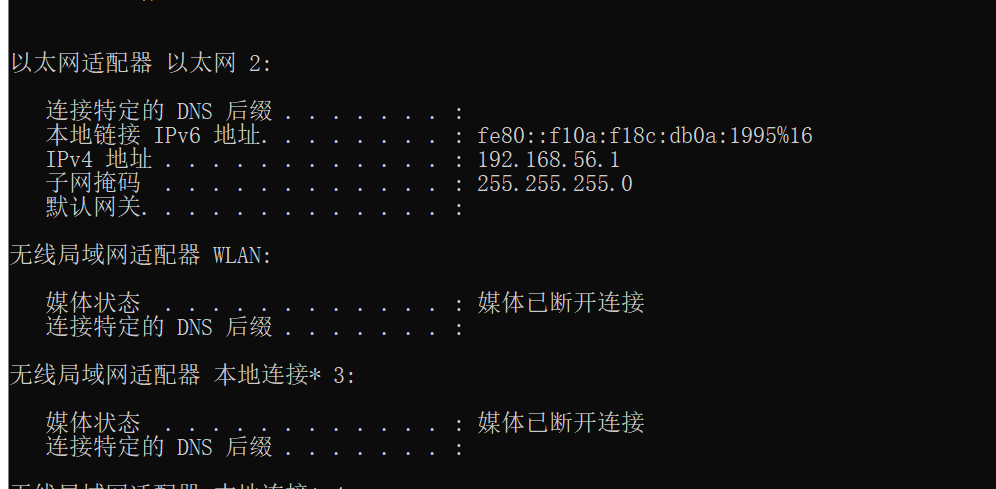 以太网适配器 以太网 2:
连接特定的 DNS 后缀 . . . . . . . :
本地链接 IPv6 地址. . . . . . . . : fe80::f10a:f18c:db0a:1995%16
IPv4 地址 . . . . . . . . . . . . : 192.168.56.1
子网掩码  . . . . . . . . . . . . : 255.255.255.0
默认网关. . . . . . . . . . . . . :
无线局域网适配器 WLAN:
媒体状态  . . . . . . . . . . . . : 媒体已断开连接
连接特定的 DNS 后缀 . . . . . . . :
无线局域网适配器 本地连接* 3:
媒体状态  . . . . . . . . . . . . : 媒体已断开连接
连接特定的 DNS 后缀 . . . . . . . :